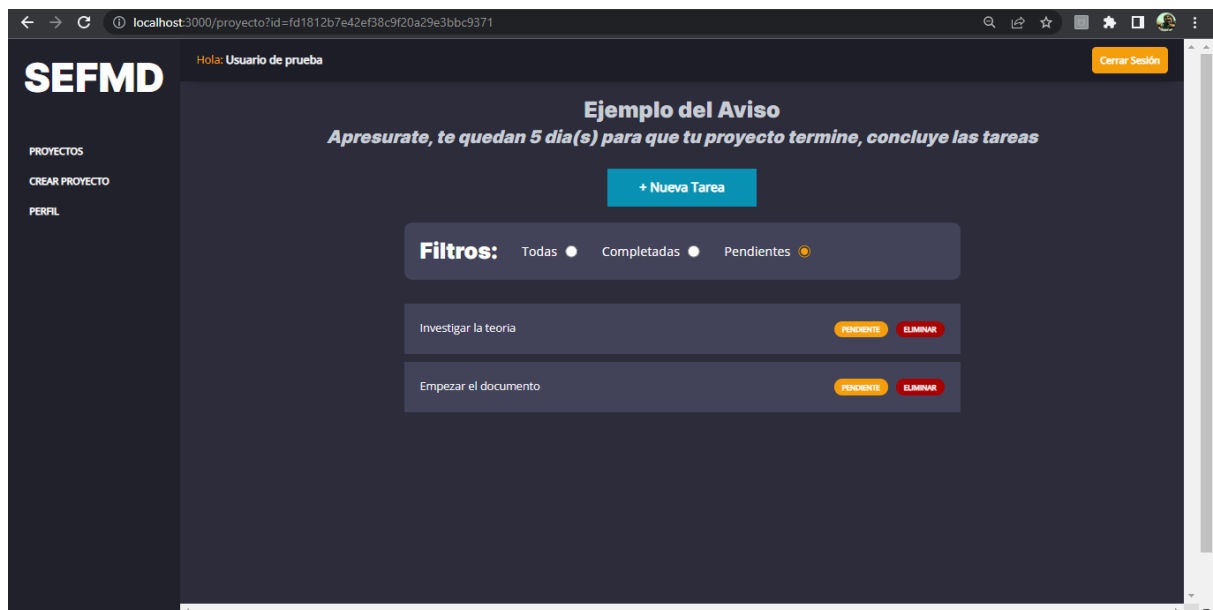 localhost:3000/proyecto?id=fd1812b7e42ef38c9f20a29e3bbc9371
SEFMD
Hola: Usuario de prueba
Cerrar Sesión
PROYECTOS
CREAR PROYECTO
PERFIL
Ejemplo del Aviso
Apresurate, te quedan 5 dia(s) para que tu proyecto termine, concluye las tareas
+ Nueva Tarea
Filtros: Todas Completadas Pendientes
Investigar la teoria PENDIENTE ELIMINAR
Empezar el documento PENDIENTE ELIMINAR